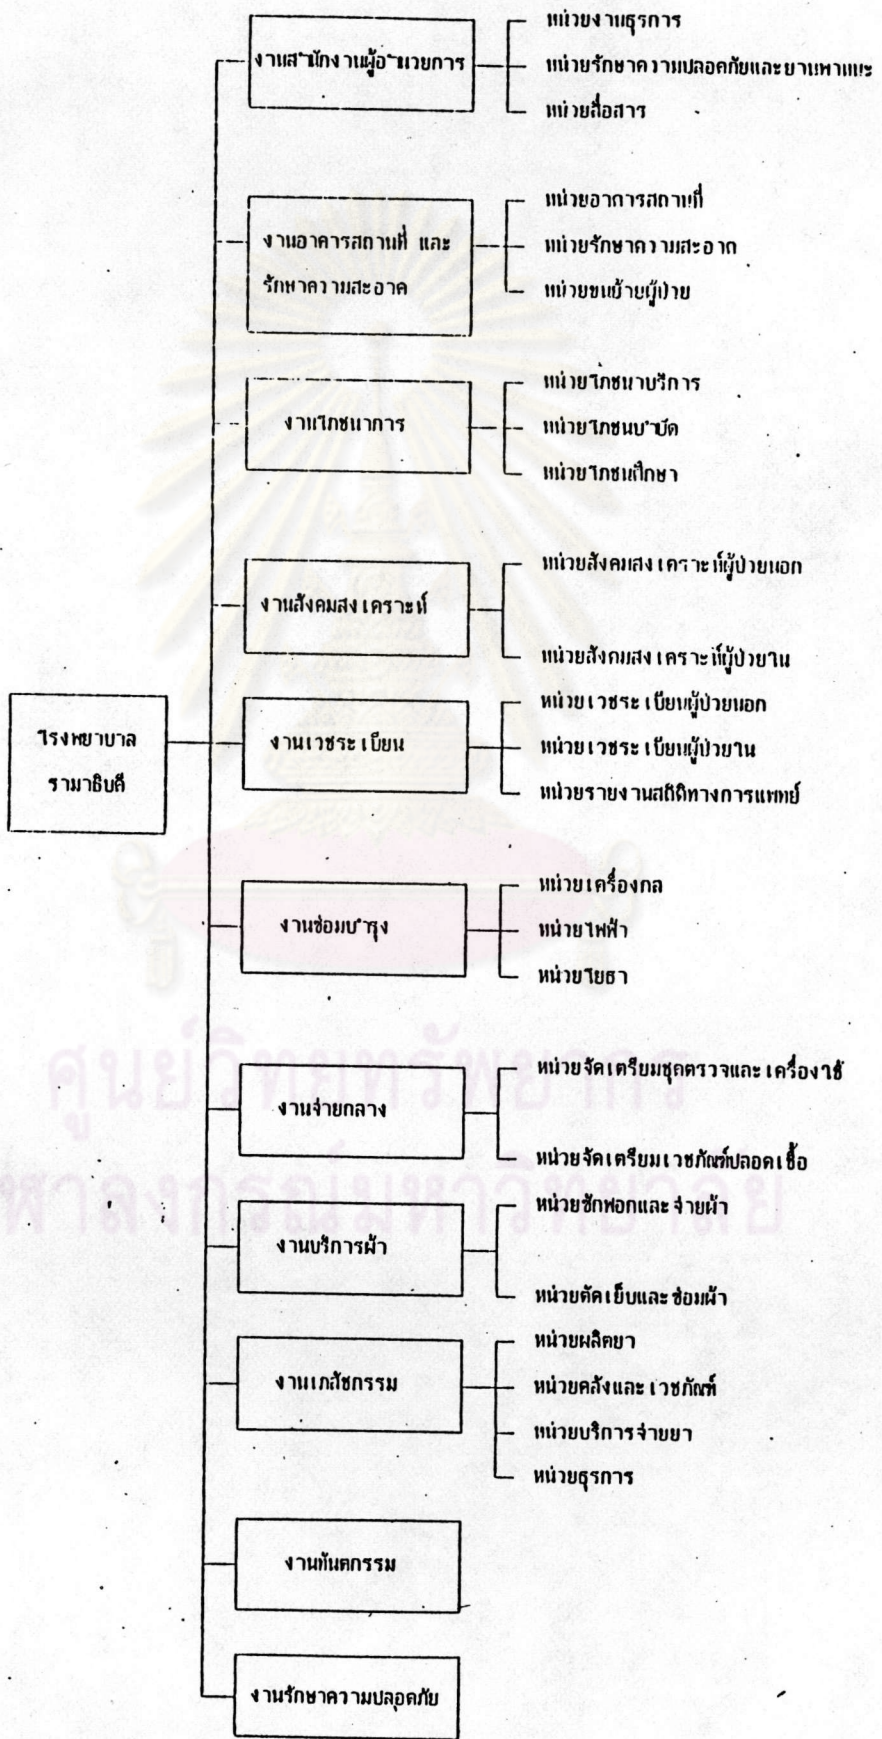 งานสำนักงานผู้อำนวยการ
หน่วยงานธุรการ
หน่วยรักษาความปลอดภัยและยานพาหนะ
หน่วยสื่อสาร
งานอาคารสถานที่ และ
รักษาความสะอาด
หน่วยอาคารสถานที่
หน่วยรักษาความสะอาด
หน่วยขนย้ายผู้ป่วย
งานโภชนาการ
หน่วยโภชนาบริการ
หน่วยโภชนบำบัด
หน่วยโภชนศึกษา
งานสังคมสงเคราะห์
หน่วยสังคมสงเคราะห์ผู้ป่วยนอก
หน่วยสังคมสงเคราะห์ผู้ป่วยใน
โรงพยาบาล
รามาธิบดี
งานเวชระเบียน
หน่วยเวชระเบียนผู้ป่วยนอก
หน่วยเวชระเบียนผู้ป่วยใน
หน่วยรายงานสถิติทางการแพทย์
งานซ่อมบำรุง
หน่วยเครื่องกล
หน่วยไฟฟ้า
หน่วยโยธา
งานจ่ายกลาง
หน่วยจัดเตรียมชุดตรวจและเครื่องใช้
หน่วยจัดเตรียมเวชภัณฑ์ปลอดเชื้อ
งานบริการผ้า
หน่วยซักฟอกและจ่ายผ้า
หน่วยตัดเย็บและซ่อมผ้า
งานเภสัชกรรม
หน่วยผลิตยา
หน่วยคลังและเวชภัณฑ์
หน่วยบริการจ่ายยา
หน่วยธุรการ
งานทันตกรรม
งานรักษาความปลอดภัย
ศูนย์วิทยทรัพยากร
ฬาลงกรณ์มหาวิทยาลัย